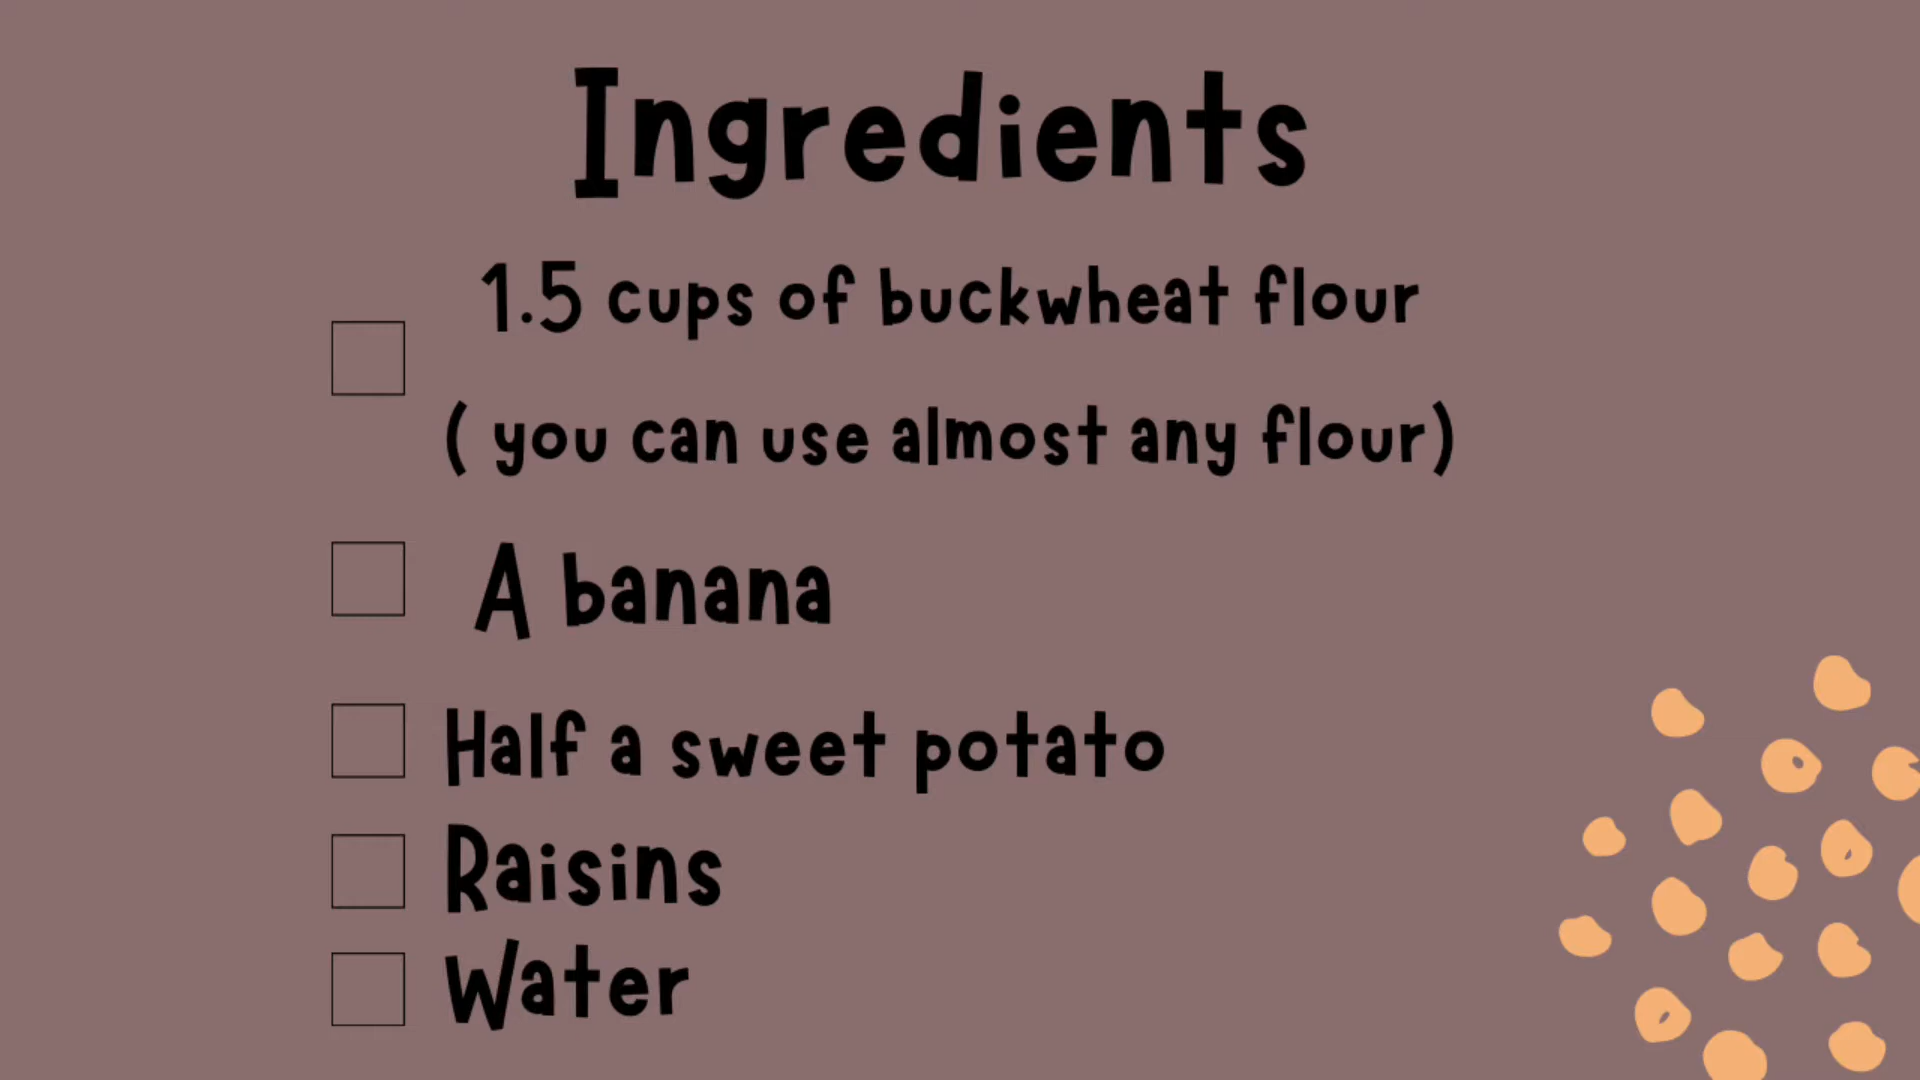 Ingredients
1.5 cups of buckwheat flour
( you can use almost any flour)
A banana
Half a sweet potato
Raisins
Water